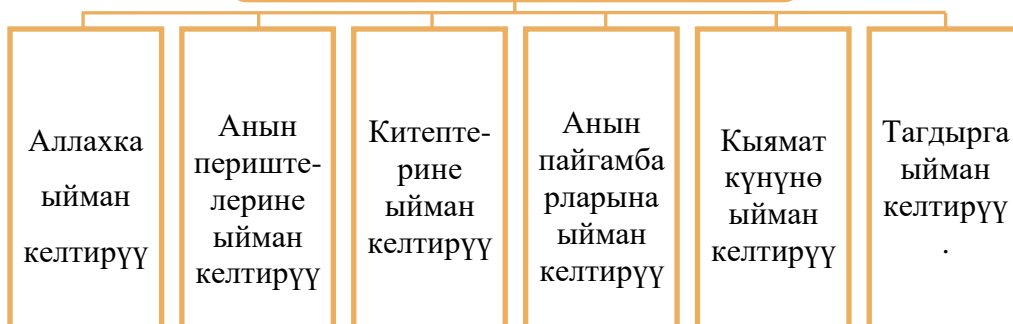 Аллахка
ыйман
келтирүү
Анын
периште-
лерине
ыйман
келтирүү
Китепте-
рине
ыйман
келтирүү
Анын
пайгамба
рларына
ыйман
келтирүү
Кыямат
күнүнө
ыйман
келтирүү
Тагдырга
ыйман
келтирүү
.